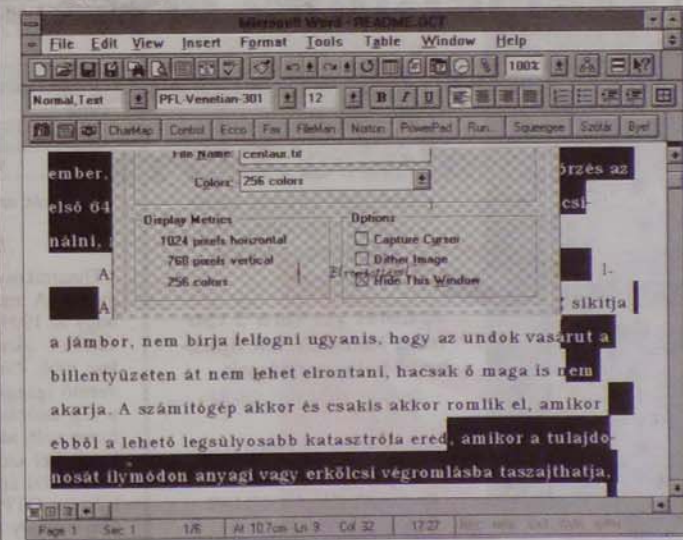 Microsoft Word - README.GCT
File Edit View Insert Format Tools Table Window Help
100%
Normal,Text PFL-Venetian-301 12 B I U
CharMap Control Ecco Fax FileMan Norton PowerPad Run... Squeegee Szótár Bye!
File Name: centaur.tif
ember, őrzés az
Colors: 256 colors
első 64 csi-
Display Metrics Options
nálni,
1024 pixels horizontal Capture Cursor
768 pixels vertical Dither Image
256 colors Hide This Window
A
A sikítja
a jámbor, nem bírja felfogni ugyanis, hogy az undok vasárut a
billentyűzeten át nem lehet elrontani, hacsak ő maga is nem
akarja. A számítógép akkor és csakis akkor romlik el, amikor
ebből a lehető legsúlyosabb katasztrófa ered, amikor a tulajdo-
nosát ilymódon anyagi vagy erkölcsi végromlásba taszajthatja,
Page 1 Sec 1 1/6 At 10.7cm Ln 9 Col 32 17:27